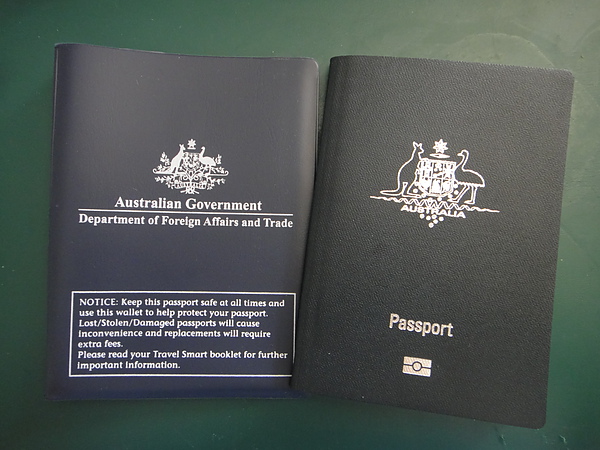 Australian Government
Department of Foreign Affairs and Trade
NOTICE: Keep this passport safe at all times and
use this wallet to help protect your passport.
Lost/Stolen/Damaged passports will cause
inconvenience and replacements will require
extra fees.
Please read your Travel Smart booklet for further
important information.
AUSTRALIA
Passport